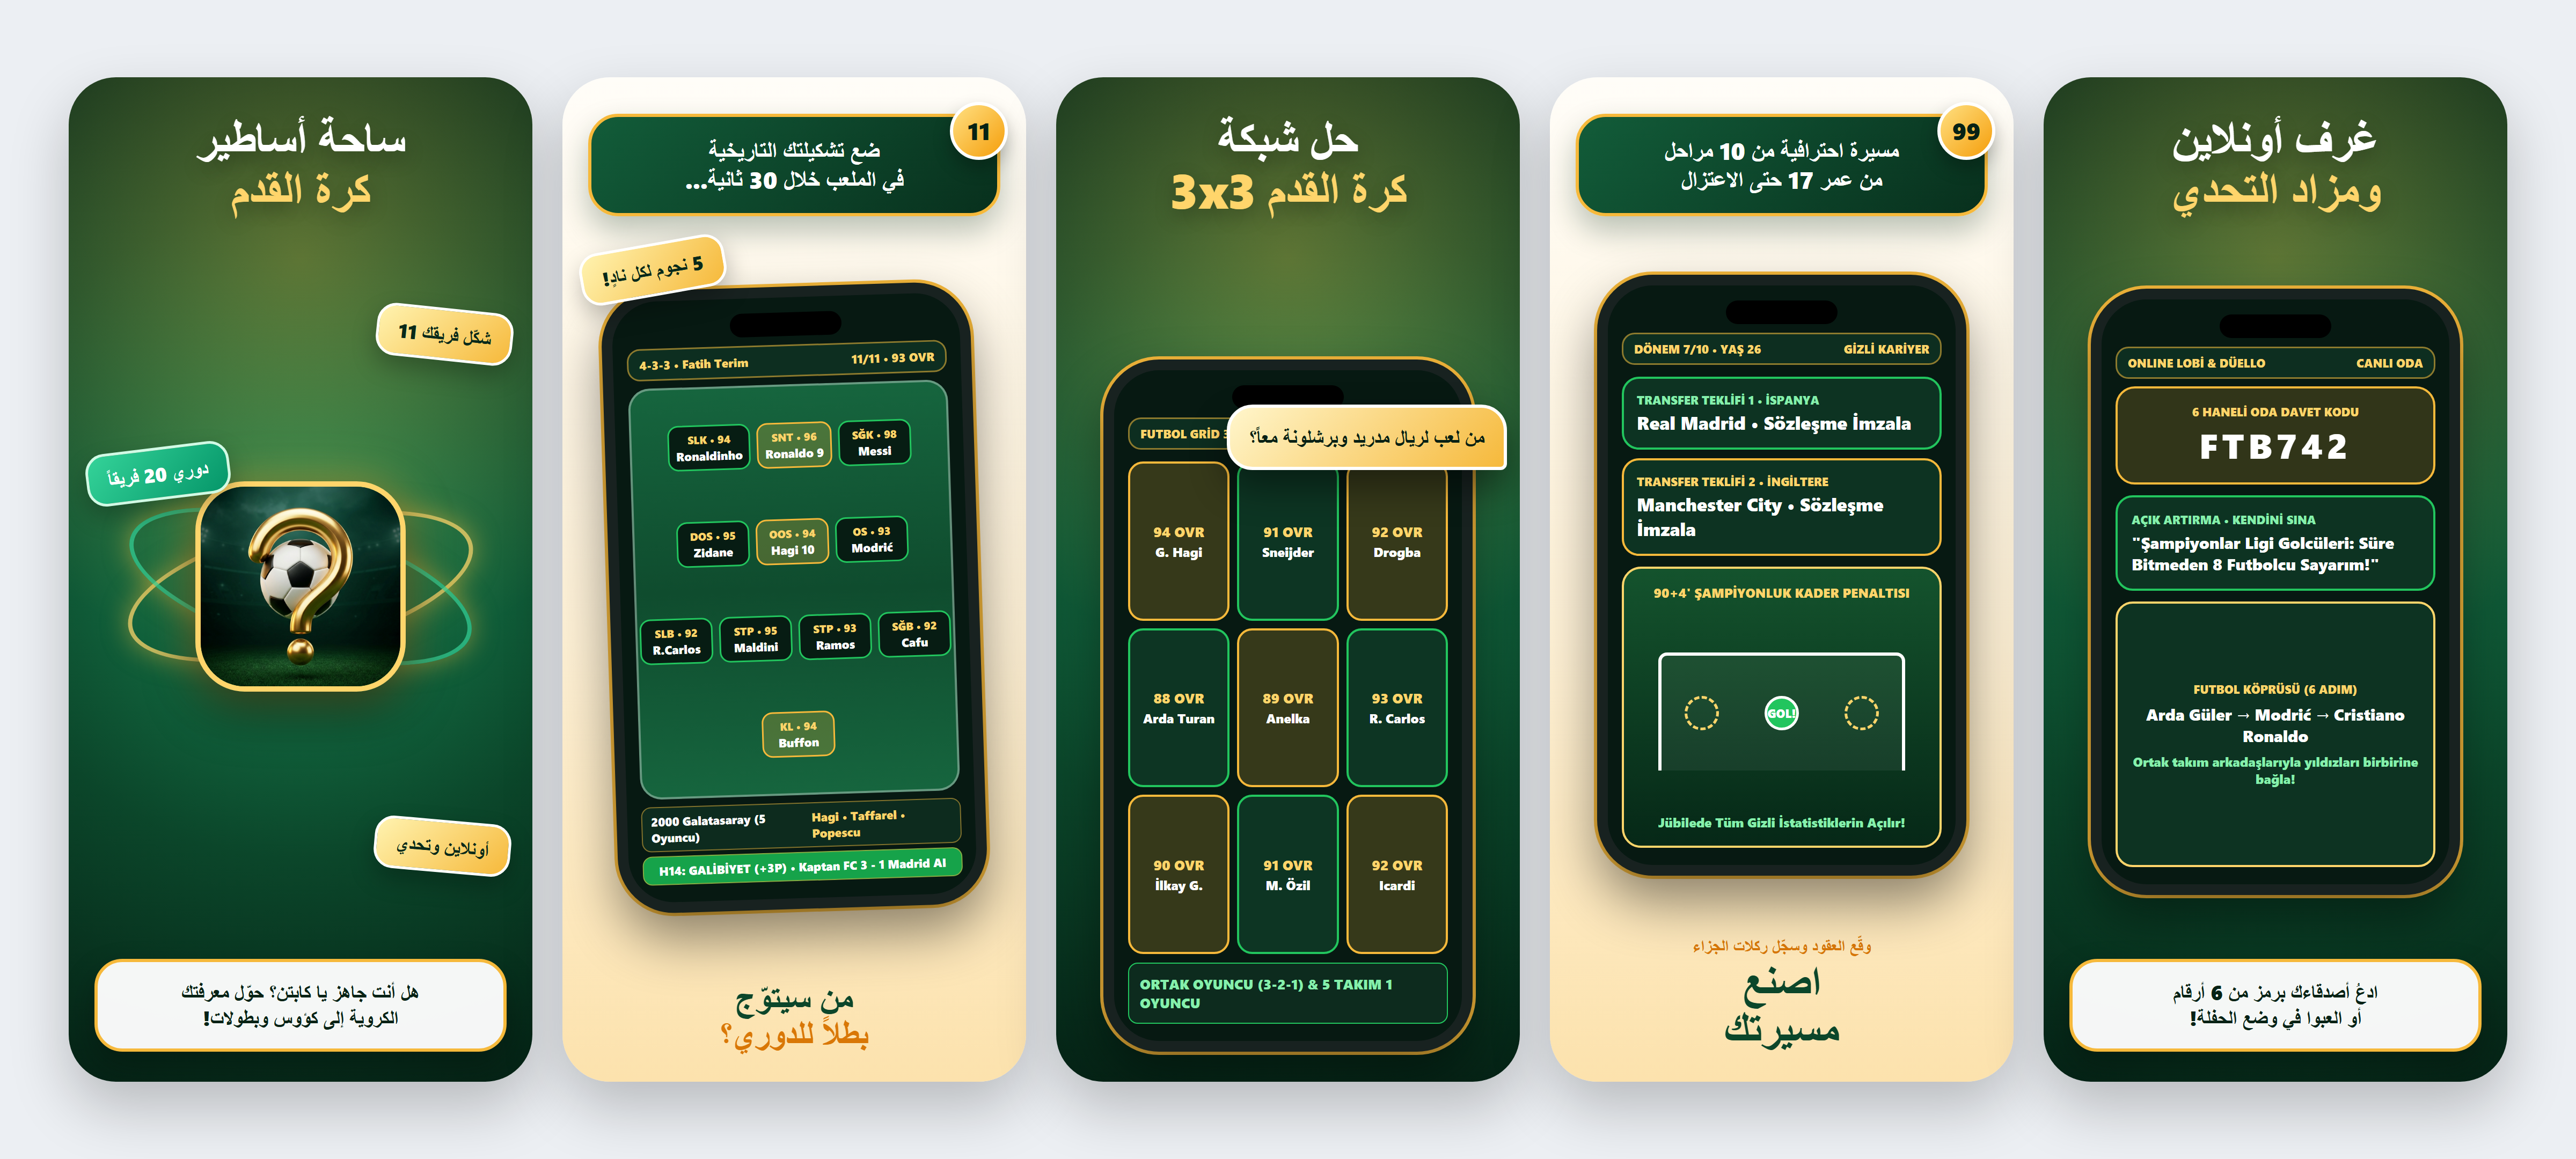 ساحة أساطير
كرة القدم
شكّل فريقك 11
دوري 20 فريقاً
أونلاين وتحدي
هل أنت جاهز يا كابتن؟ حوّل معرفتك
الكروية إلى كؤوس وبطولات!
11
ضع تشكيلتك التاريخية
في الملعب خلال 30 ثانية...
5 نجوم لكل نادٍ!
4-3-3 • Fatih Terim
11/11 • 93 OVR
SLK • 94
Ronaldinho
SNT • 96
Ronaldo 9
SĞK • 98
Messi
DOS • 95
Zidane
OOS • 94
Hagi 10
OS • 93
Modrić
SLB • 92
R.Carlos
STP • 95
Maldini
STP • 93
Ramos
SĞB • 92
Cafu
KL • 94
Buffon
2000 Galatasaray (5
Oyuncu)
Hagi • Taffarel •
Popescu
H14: GALİBİYET (+3P) • Kaptan FC 3 - 1 Madrid AI
من سيتوّج
بطلاً للدوري؟
حل شبكة
كرة القدم 3x3
FUTBOL GRİD 3
من لعب لريال مدريد وبرشلونة معاً؟
94 OVR
G. Hagi
91 OVR
Sneijder
92 OVR
Drogba
88 OVR
Arda Turan
89 OVR
Anelka
93 OVR
R. Carlos
90 OVR
İlkay G.
91 OVR
M. Özil
92 OVR
Icardi
ORTAK OYUNCU (3-2-1) & 5 TAKIM 1
OYUNCU
99
مسيرة احترافية من 10 مراحل
من عمر 17 حتى الاعتزال
DÖNEM 7/10 • YAŞ 26
GİZLİ KARİYER
TRANSFER TEKLİFİ 1 • İSPANYA
Real Madrid • Sözleşme İmzala
TRANSFER TEKLİFİ 2 • İNGİLTERE
Manchester City • Sözleşme
İmzala
90+4' ŞAMPİYONLUK KADER PENALTISI
GOL!
Jübilede Tüm Gizli İstatistiklerin Açılır!
وقّع العقود وسجّل ركلات الجزاء
اصنع
مسيرتك
غرف أونلاين
ومزاد التحدي
ONLINE LOBİ & DÜELLO
CANLI ODA
6 HANELİ ODA DAVET KODU
FTB742
AÇIK ARTIRMA • KENDİNİ SINA
"Şampiyonlar Ligi Golcüleri: Süre
Bitmeden 8 Futbolcu Sayarım!"
FUTBOL KÖPRÜSÜ (6 ADIM)
Arda Güler → Modrić → Cristiano
Ronaldo
Ortak takım arkadaşlarıyla yıldızları birbirine
bağla!
ادعُ أصدقاءك برمز من 6 أرقام
أو العبوا في وضع الحفلة!